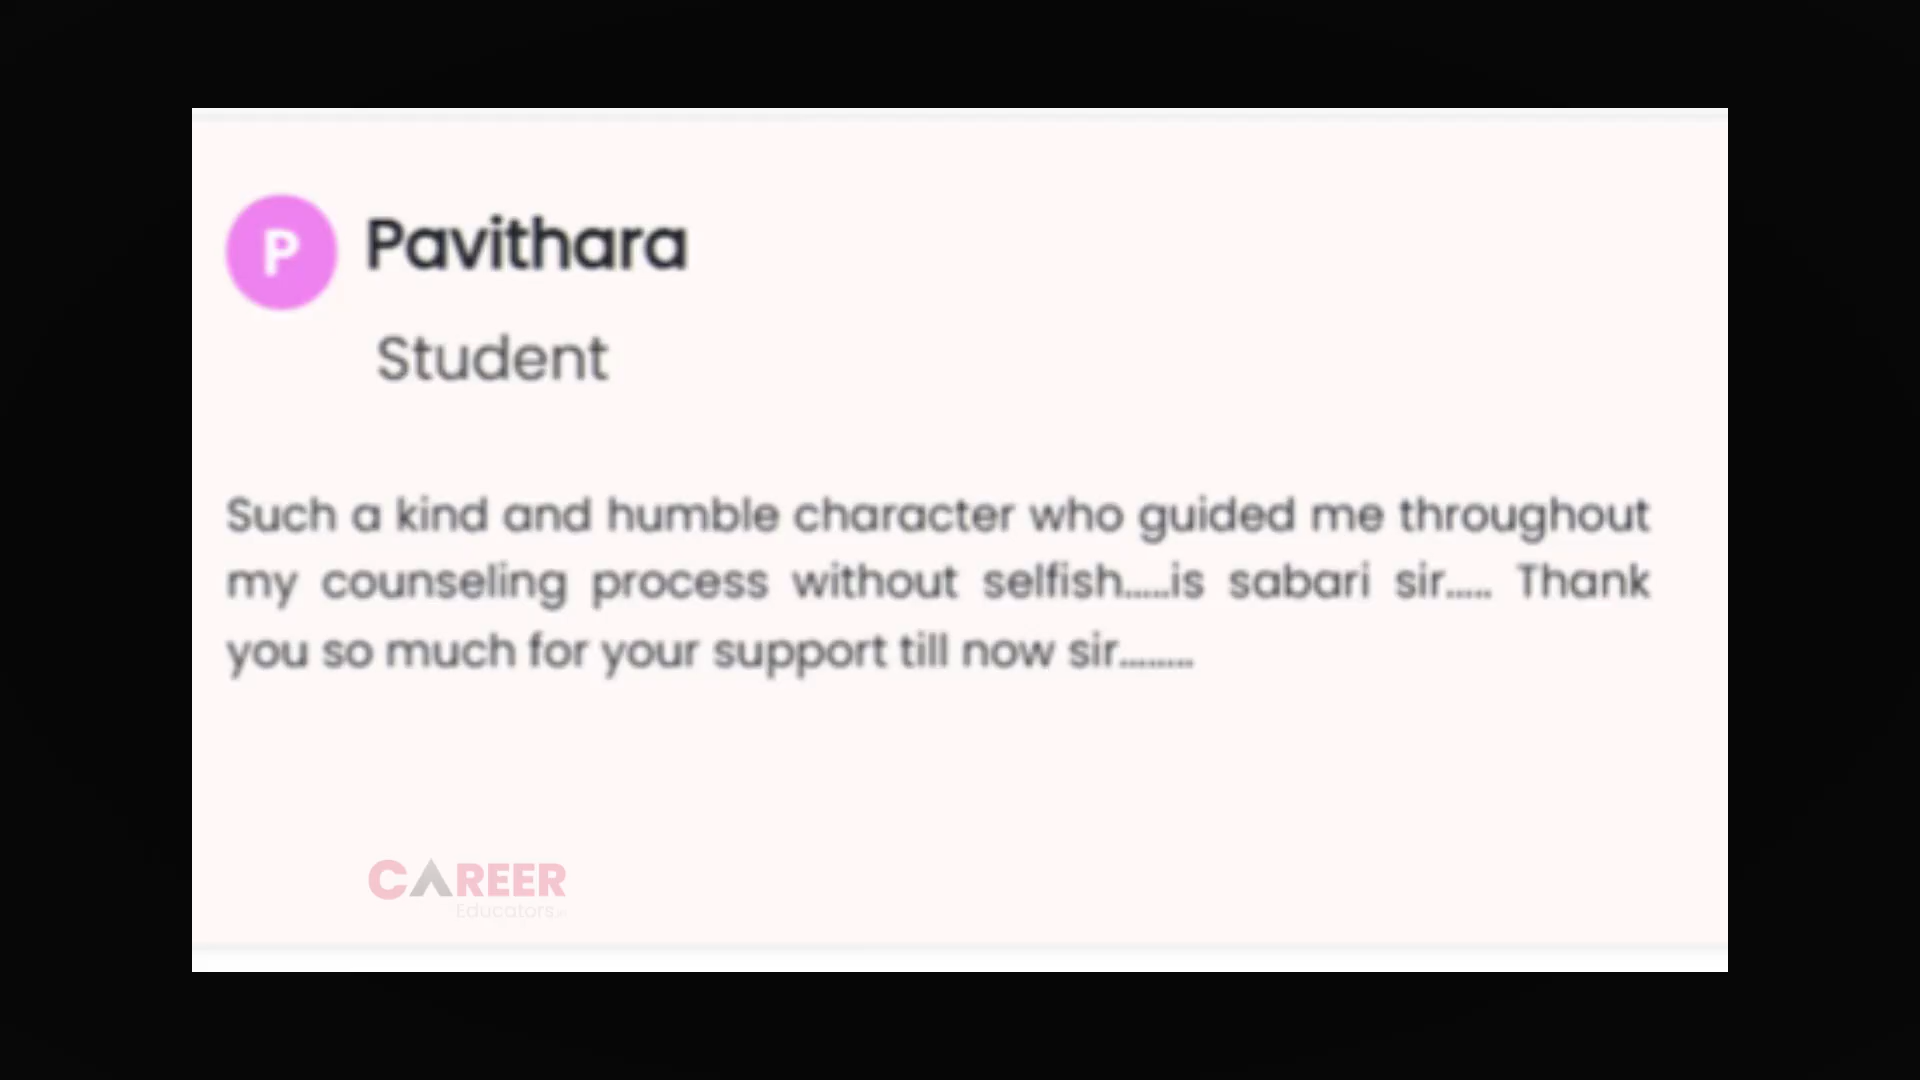 P
Pavithara
Student
Such a kind and humble character who guided me throughout
my counseling process without selfish.....is sabari sir..... Thank
you so much for your support till now sir........
CAREER
Educators